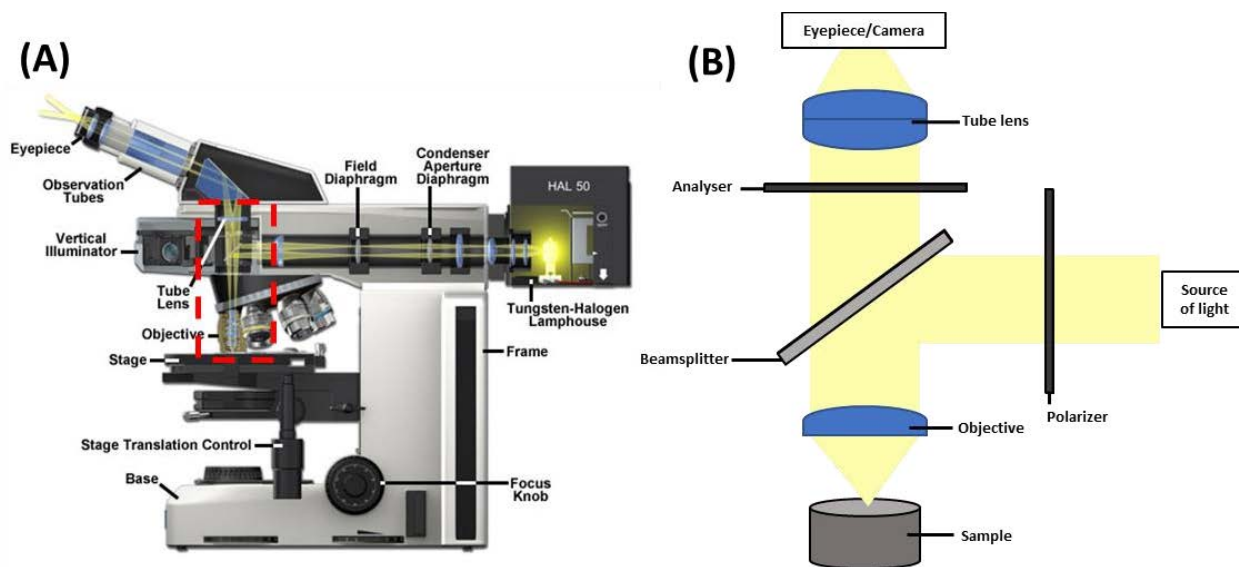 (A)
Eyepiece
Observation
Tubes
Vertical
Illuminator
Tube
Lens
Objective
Stage
Stage Translation Control
Base
Field
Diaphragm
Condenser
Aperture
Diaphragm
HAL 50
Tungsten-Halogen
Lamphouse
Frame
Focus
Knob
(B)
Eyepiece/Camera
Tube lens
Analyser
Source
of light
Beamsplitter
Polarizer
Objective
Sample